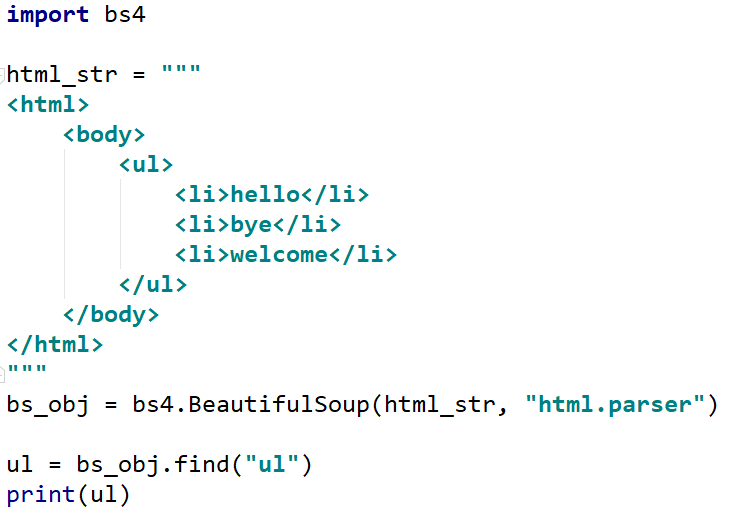 import bs4
html_str = """
<html>
    <body>
        <ul>
            <li>hello</li>
            <li>bye</li>
            <li>welcome</li>
        </ul>
    </body>
</html>
"""
bs_obj = bs4.BeautifulSoup(html_str, "html.parser")
ul = bs_obj.find("ul")
print(ul)